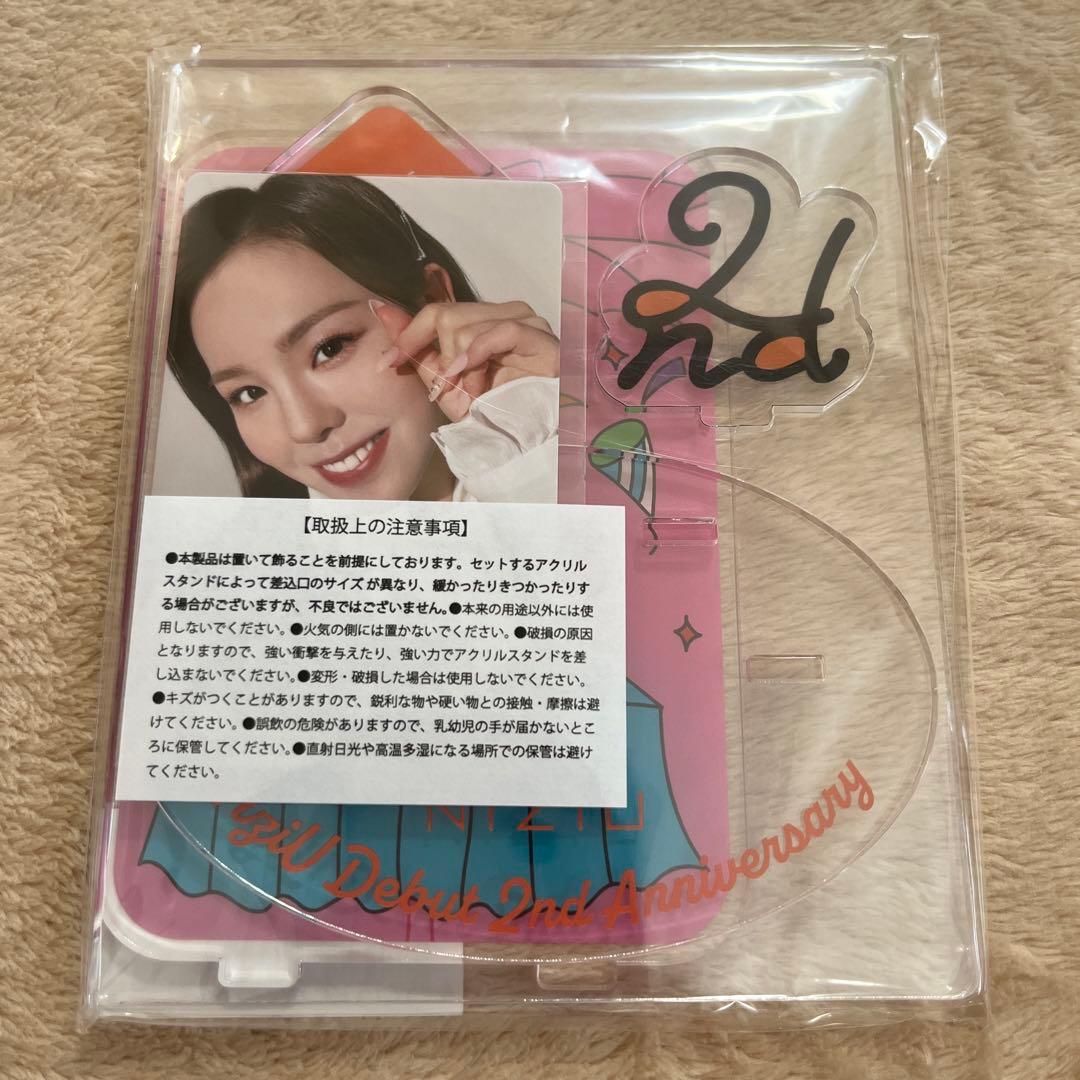 2nd
【取扱上の注意事項】
●本製品は置いて飾ることを前提にしております。セットするアクリル
スタンドによって差込口のサイズが異なり、緩かったりきつかったりす
る場合がございますが、不良ではございません。●本来の用途以外には使
用しないでください。●火気の側には置かないでください。●破損の原因
となりますので、強い衝撃を与えたり、強い力でアクリルスタンドを差
し込まないでください。●変形・破損した場合は使用しないでください。
●キズがつくことがありますので、鋭利な物や硬い物との接触・摩擦は避
けてください。●誤飲の危険がありますので、乳幼児の手が届かないとこ
ろに保管してください。●直射日光や高温多湿になる場所での保管は避け
てください。
NIZIU
NiziU Debut 2nd Anniversary